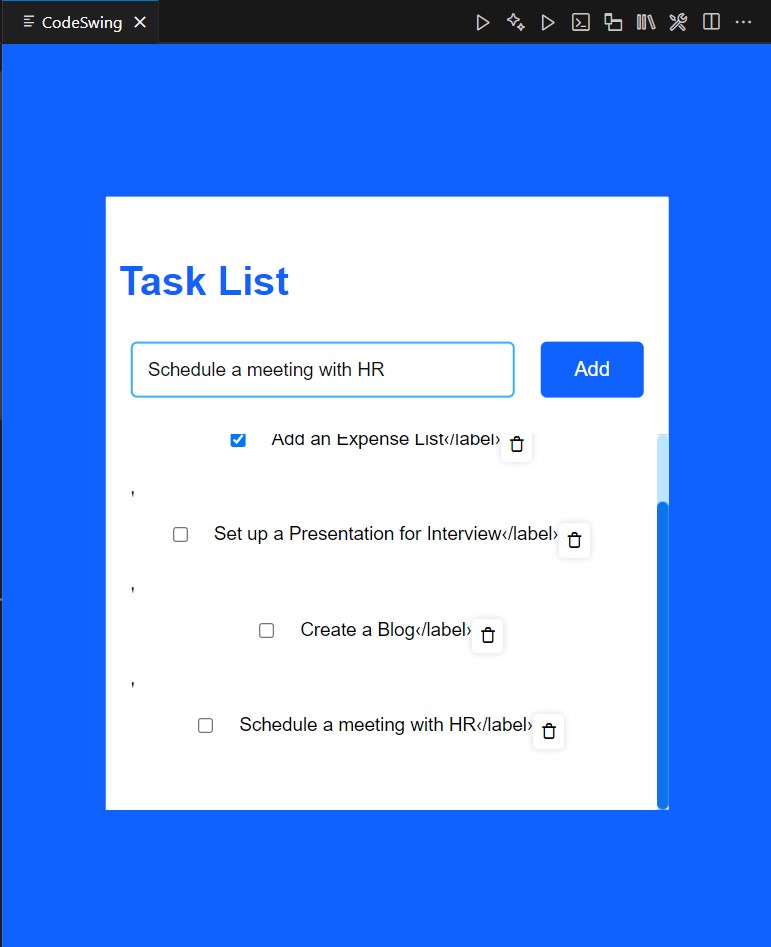 CodeSwing
Task List
Schedule a meeting with HR
Add
Add an Expense List‹/label›
'
Set up a Presentation for Interview‹/label›
'
Create a Blog‹/label›
'
Schedule a meeting with HR‹/label›